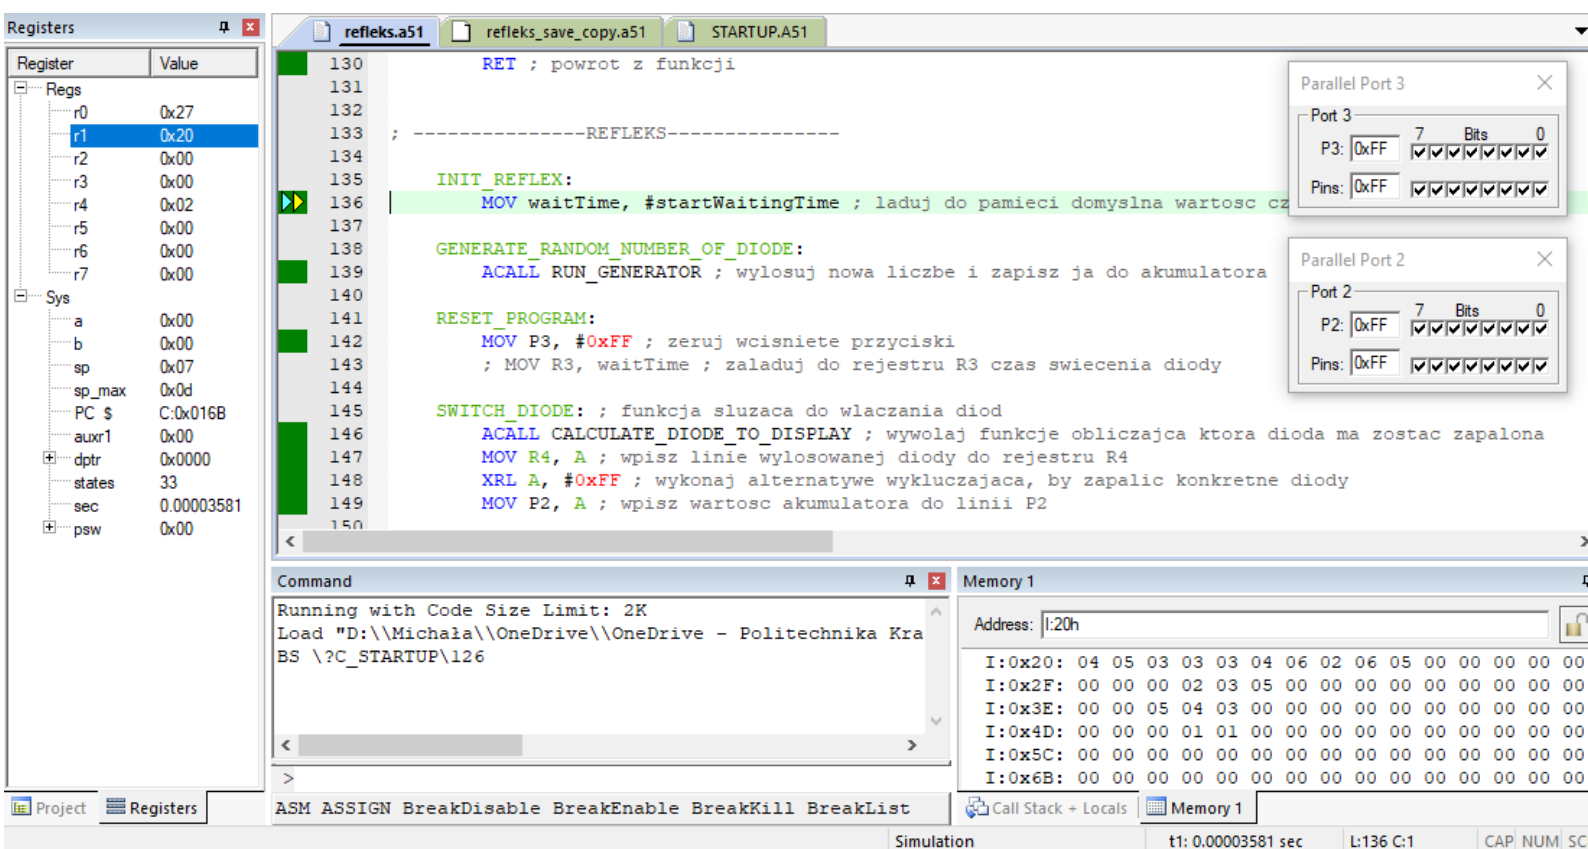 Registers
Register Value
Regs
r0 0x27
r1 0x20
r2 0x00
r3 0x00
r4 0x02
r5 0x00
r6 0x00
r7 0x00
Sys
a 0x00
b 0x00
sp 0x07
sp_max 0x0d
PC $ C:0x016B
auxr1 0x00
dptr 0x0000
states 33
sec 0.00003581
psw 0x00
Project Registers
refleks.a51 refleks_save_copy.a51 STARTUP.A51
130 RET ; powrot z funkcji
131
132
133 ; ---------------REFLEKS---------------
134
135 INIT_REFLEX:
136 MOV waitTime, #startWaitingTime ; laduj do pamieci domyslna wartosc cz
137
138 GENERATE_RANDOM_NUMBER_OF_DIODE:
139 ACALL RUN_GENERATOR ; wylosuj nowa liczbe i zapisz ja do akumulatora
140
141 RESET_PROGRAM:
142 MOV P3, #0xFF ; zeruj wcisniete przyciski
143 ; MOV R3, waitTime ; zaladuj do rejestru R3 czas swiecenia diody
144
145 SWITCH_DIODE: ; funkcja sluzaca do wlaczania diod
146 ACALL CALCULATE_DIODE_TO_DISPLAY ; wywolaj funkcje obliczajca ktora dioda ma zostac zapalona
147 MOV R4, A ; wpisz linie wylosowanej diody do rejestru R4
148 XRL A, #0xFF ; wykonaj alternatywe wykluczajaca, by zapalic konkretne diody
149 MOV P2, A ; wpisz wartosc akumulatora do linii P2
150
Parallel Port 3
Port 3
7 Bits 0
P3: 0xFF
Pins: 0xFF
Parallel Port 2
Port 2
7 Bits 0
P2: 0xFF
Pins: 0xFF
Command
Running with Code Size Limit: 2K
Load "D:\\Michała\\OneDrive\\OneDrive - Politechnika Kra
BS \?C_STARTUP\126
>
ASM ASSIGN BreakDisable BreakEnable BreakKill BreakList
Memory 1
Address: I:20h
I:0x20: 04 05 03 03 03 04 06 02 06 05 00 00 00 00 00
I:0x2F: 00 00 00 02 03 05 00 00 00 00 00 00 00 00 00
I:0x3E: 00 00 05 04 03 00 00 00 00 00 00 00 00 00 00
I:0x4D: 00 00 00 01 01 00 00 00 00 00 00 00 00 00 00
I:0x5C: 00 00 00 00 00 00 00 00 00 00 00 00 00 00 00
I:0x6B: 00 00 00 00 00 00 00 00 00 00 00 00 00 00 00
Call Stack + Locals Memory 1
Simulation t1: 0.00003581 sec L:136 C:1 CAP NUM SC